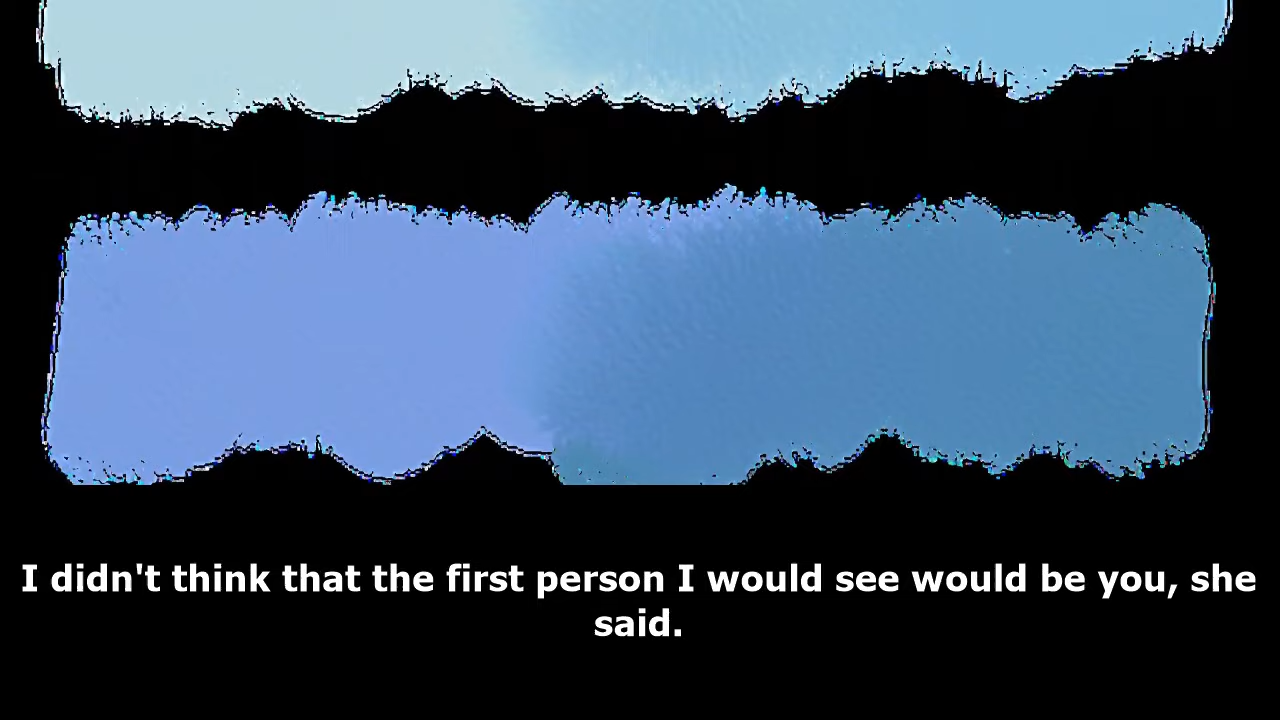 I didn't think that the first person I would see would be you, she
said.